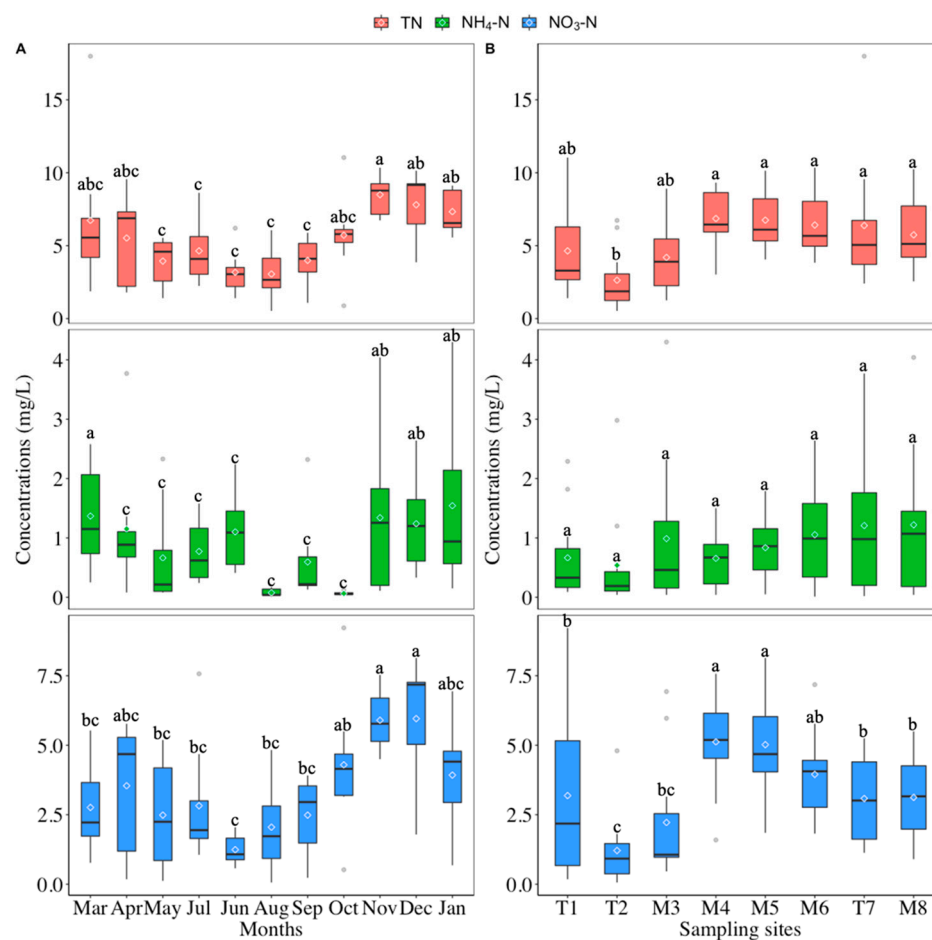 TN NH₄-N NO₃-N
A
B
15
10
5
0
abc abc c c c c c abc a ab ab
ab b ab a a a a a
Concentrations (mg/L)
Concentrations (mg/L)
4
3
2
1
0
a c c c c c c c ab ab ab
a a a a a a a a
7.5
5.0
2.5
0.0
bc abc bc bc c bc bc ab a a abc
b c bc a a ab b b
Mar Apr May Jul Jun Aug Sep Oct Nov Dec Jan
T1 T2 M3 M4 M5 M6 T7 M8
Months
Sampling sites